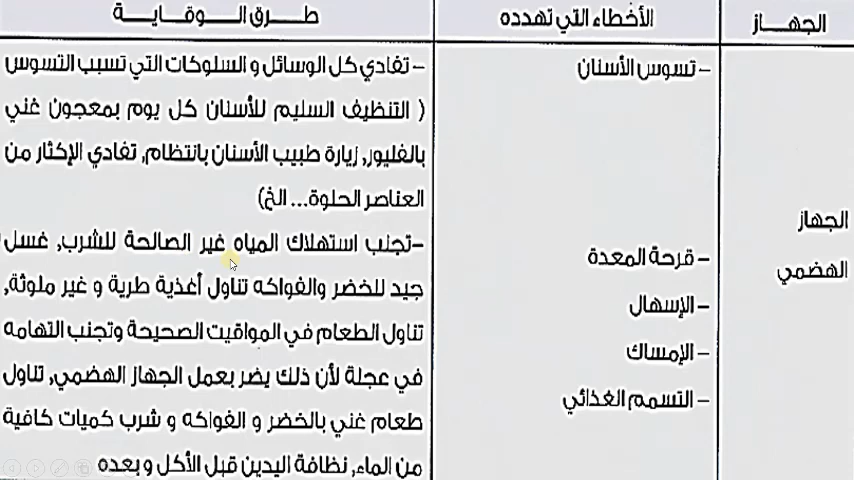 الجهـــاز
الأخطاء التي تهدده
طـــرق الـــوقـــايـــة
الجهاز
الهضمي
- تسوس الأسنان
- قرحة المعدة
- الإسهال
- الإمساك
- التسمم الغذائي
- تفادي كل الوسائل و السلوكات التي تسبب التسوس
( التنظيف السليم للأسنان كل يوم بمعجون غني
بالفليور, زيارة طبيب الأسنان بانتظام, تفادي الإكثار من
العناصر الحلوة... الخ)
-تجنب استهلاك المياه غير الصالحة للشرب, غسل
جيد للخضر والفواكه تناول أغذية طرية و غير ملوثة,
تناول الطعام في المواقيت الصحيحة وتجنب التهامه
في عجلة لأن ذلك يضر بعمل الجهاز الهضمي, تناول
طعام غني بالخضر و الفواكه و شرب كميات كافية
من الماء, نظافة اليدين قبل الأكل و بعده